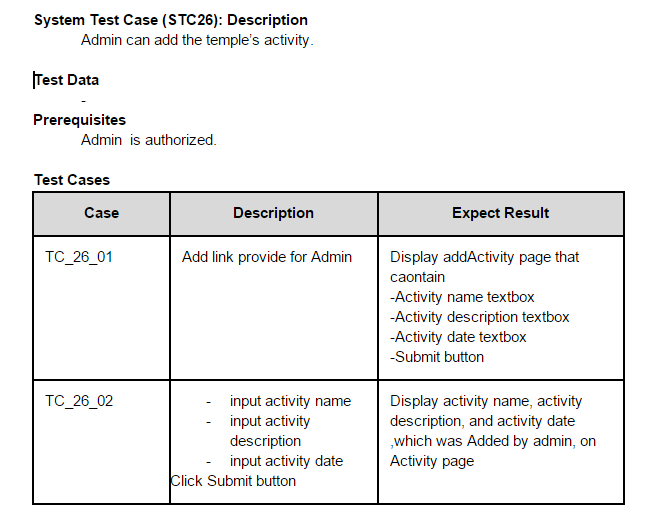 System Test Case (STC26): Description
Admin can add the temple's activity.
Test Data
-
Prerequisites
Admin  is authorized.
Test Cases
Case Description Expect Result
TC_26_01
Add link provide for Admin
Display addActivity page that
caontain
-Activity name textbox
-Activity description textbox
-Activity date textbox
-Submit button
TC_26_02
- input activity name
- input activity
description
- input activity date
Click Submit button
Display activity name, activity
description, and activity date
,which was Added by admin, on
Activity page